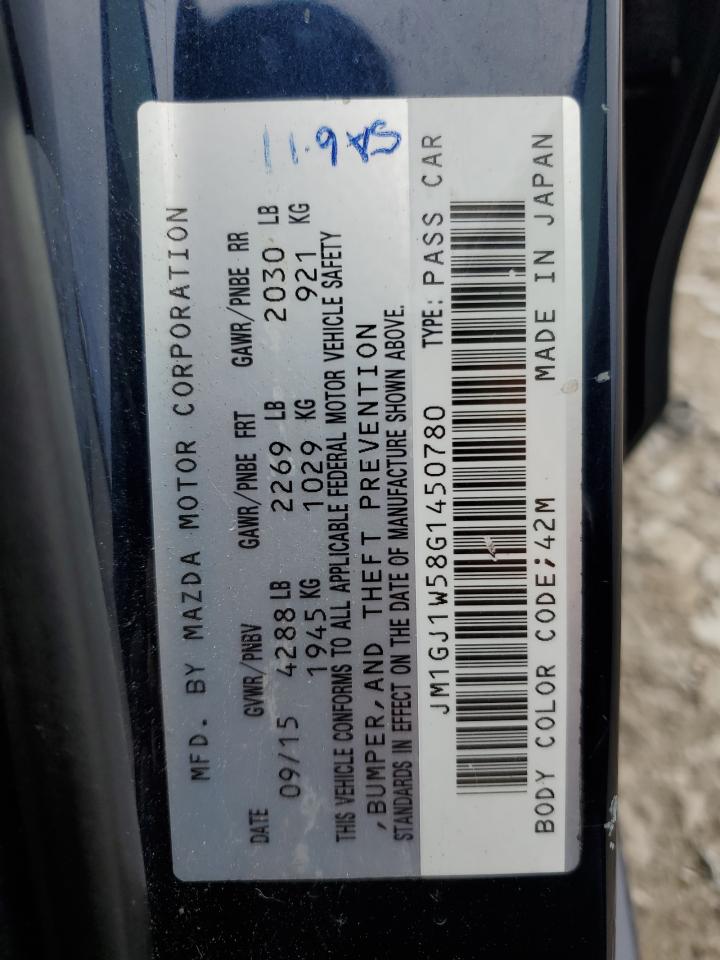 MFD. BY MAZDA MOTOR CORPORATION
DATE GVWR/PNBV GAWR/PNBE FRT GAWR/PNBE RR
09/15 4288 LB 2269 LB 2030 LB
1945 KG 1029 KG 921 KG
THIS VEHICLE CONFORMS TO ALL APPLICABLE FEDERAL MOTOR VEHICLE SAFETY
,BUMPER,AND THEFT PREVENTION
STANDARDS IN EFFECT ON THE DATE OF MANUFACTURE SHOWN ABOVE.
JM1GJ1W58G1450780 TYPE: PASS CAR
BODY COLOR CODE;42M MADE IN JAPAN